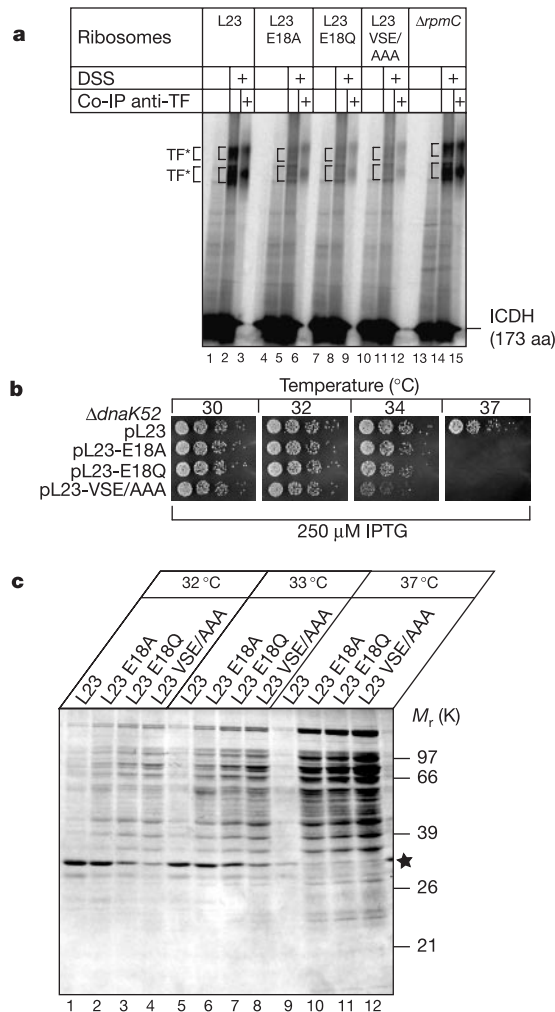 a
Ribosomes L23 L23 E18A L23 E18Q L23 VSE/AAA ΔrpmC
DSS + + + + +
Co-IP anti-TF + + + + +
TF*
TF*
ICDH
(173 aa)
1 2 3 4 5 6 7 8 9 10 11 12 13 14 15
b
Temperature (°C)
ΔdnaK52 30 32 34 37
pL23
pL23-E18A
pL23-E18Q
pL23-VSE/AAA
250 µM IPTG
c
32 °C 33 °C 37 °C
L23 L23 E18A L23 E18Q L23 VSE/AAA L23 L23 E18A L23 E18Q L23 VSE/AAA L23 L23 E18A L23 E18Q L23 VSE/AAA
Mr (K)
97
66
39
★
26
21
1 2 3 4 5 6 7 8 9 10 11 12